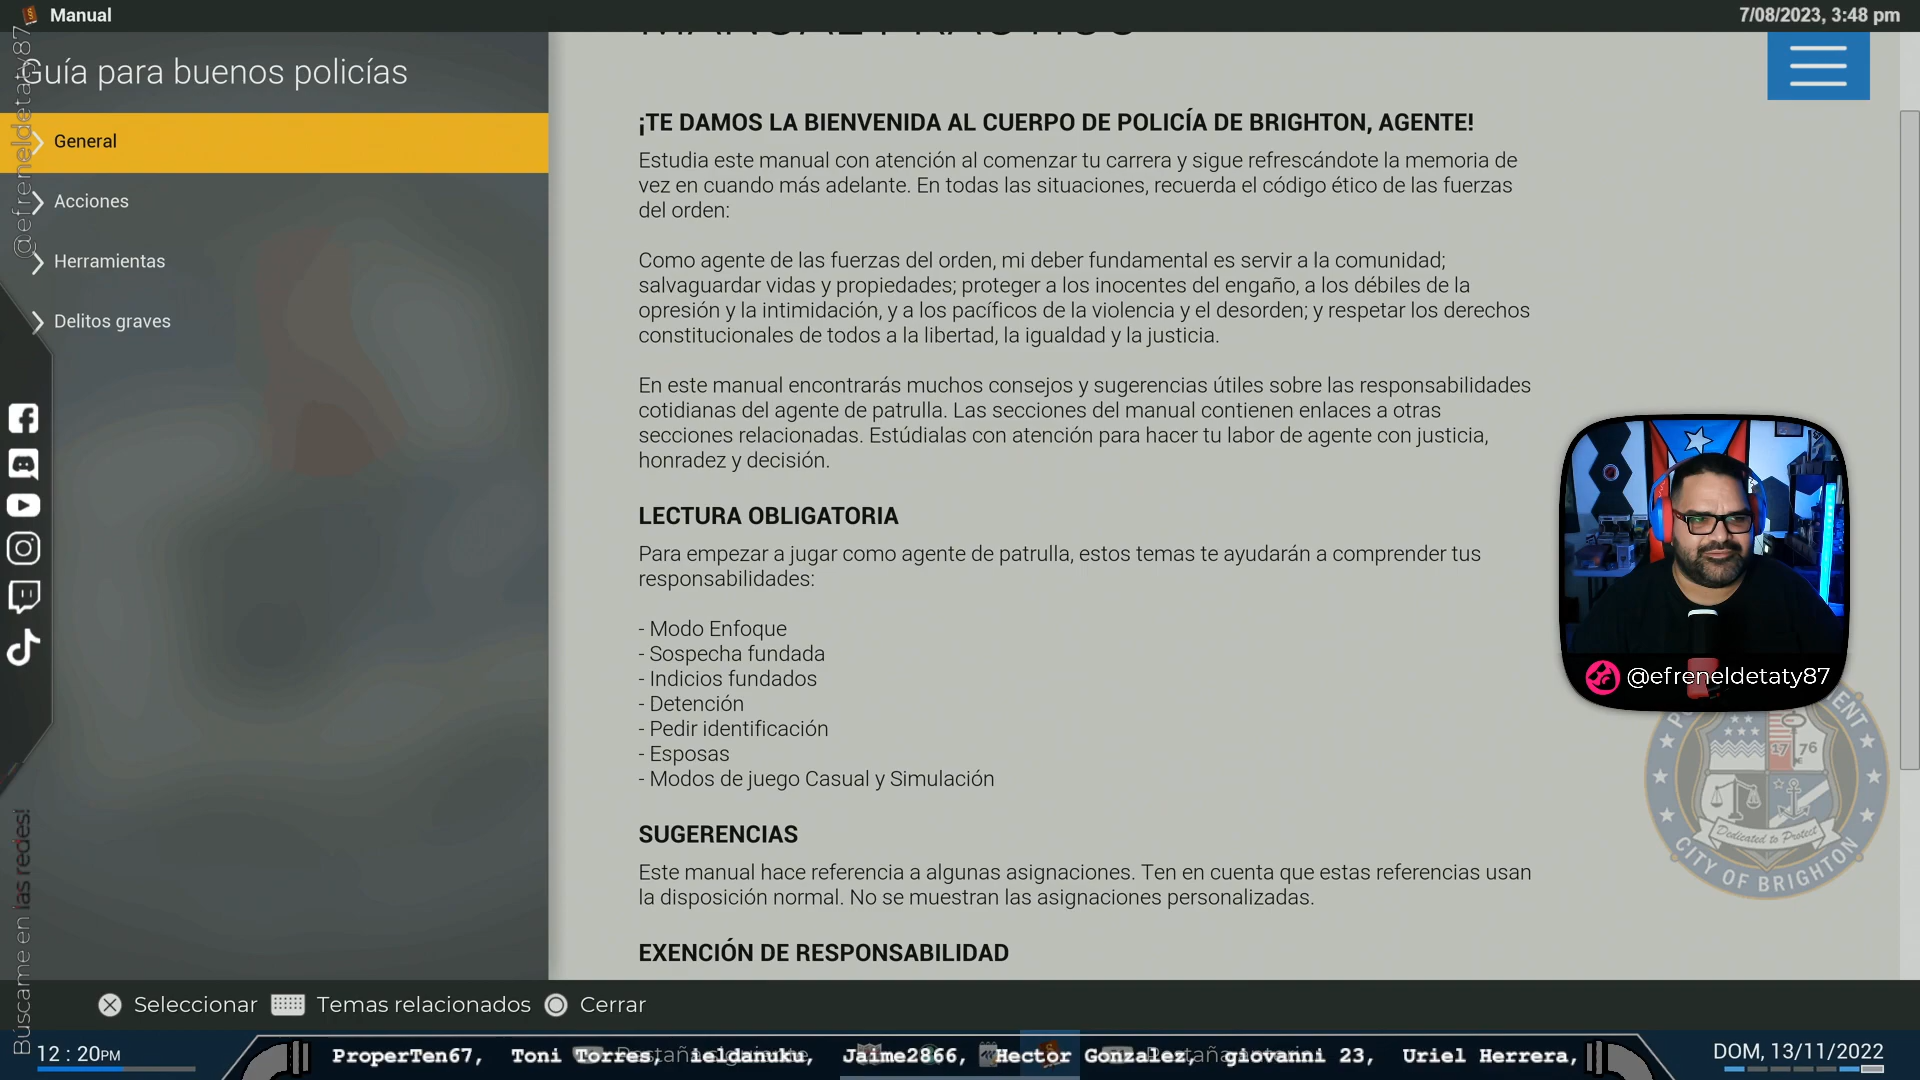 Manual
7/08/2023, 3:48 pm
Guía para buenos policías
General
Acciones
Herramientas
Delitos graves
@efreneldetaty87
Búscame en las redes!
MANUAL PRÁCTICO
¡TE DAMOS LA BIENVENIDA AL CUERPO DE POLICÍA DE BRIGHTON, AGENTE!
Estudia este manual con atención al comenzar tu carrera y sigue refrescándote la memoria de
vez en cuando más adelante. En todas las situaciones, recuerda el código ético de las fuerzas
del orden:
Como agente de las fuerzas del orden, mi deber fundamental es servir a la comunidad;
salvaguardar vidas y propiedades; proteger a los inocentes del engaño, a los débiles de la
opresión y la intimidación, y a los pacíficos de la violencia y el desorden; y respetar los derechos
constitucionales de todos a la libertad, la igualdad y la justicia.
En este manual encontrarás muchos consejos y sugerencias útiles sobre las responsabilidades
cotidianas del agente de patrulla. Las secciones del manual contienen enlaces a otras
secciones relacionadas. Estúdialas con atención para hacer tu labor de agente con justicia,
honradez y decisión.
LECTURA OBLIGATORIA
Para empezar a jugar como agente de patrulla, estos temas te ayudarán a comprender tus
responsabilidades:
- Modo Enfoque
- Sospecha fundada
- Indicios fundados
- Detención
- Pedir identificación
- Esposas
- Modos de juego Casual y Simulación
SUGERENCIAS
Este manual hace referencia a algunas asignaciones. Ten en cuenta que estas referencias usan
la disposición normal. No se muestran las asignaciones personalizadas.
EXENCIÓN DE RESPONSABILIDAD
@efreneldetaty87
17 76
Dedicated to Protect
CITY OF BRIGHTON
Seleccionar
Temas relacionados
Cerrar
12 : 20PM
ProperTen67, Toni Torres, ieldanuku, Jaime2866, Hector Gonzalez, giovanni 23, Uriel Herrera,
DOM, 13/11/2022